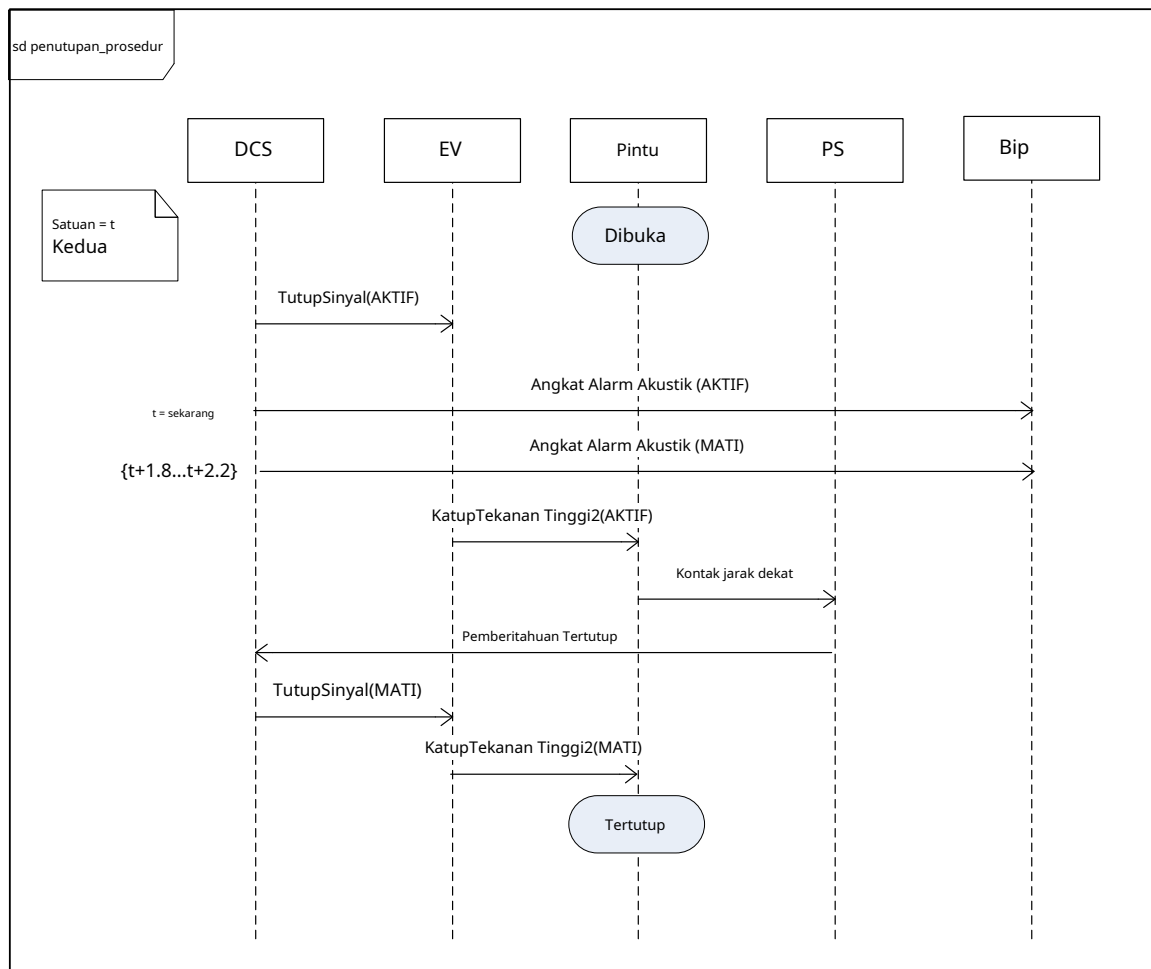 sd penutupan_prosedur
DCS
EV
Pintu
PS
Bip
Satuan = t
Kedua
Dibuka
TutupSinyal(AKTIF)
Angkat Alarm Akustik (AKTIF)
t = sekarang
Angkat Alarm Akustik (MATI)
{t+1.8...t+2.2}
KatupTekanan Tinggi2(AKTIF)
Kontak jarak dekat
Pemberitahuan Tertutup
TutupSinyal(MATI)
KatupTekanan Tinggi2(MATI)
Tertutup